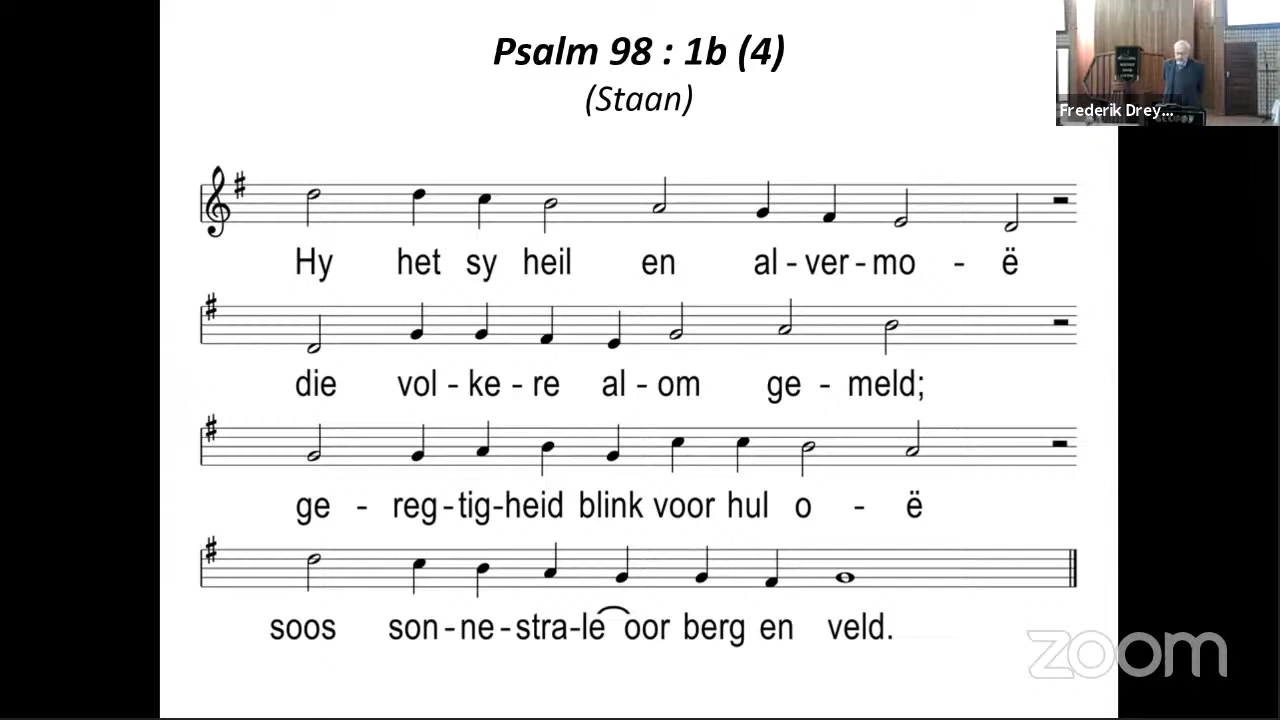 Psalm 98 : 1b (4)
(Staan)
Frederik Drey...
Hy het sy heil en al-ver-mo - ë
die vol-ke-re al-om ge - meld;
ge - reg-tig-heid blink voor hul o - ë
soos son-ne-stra-le oor berg en veld.
zoom